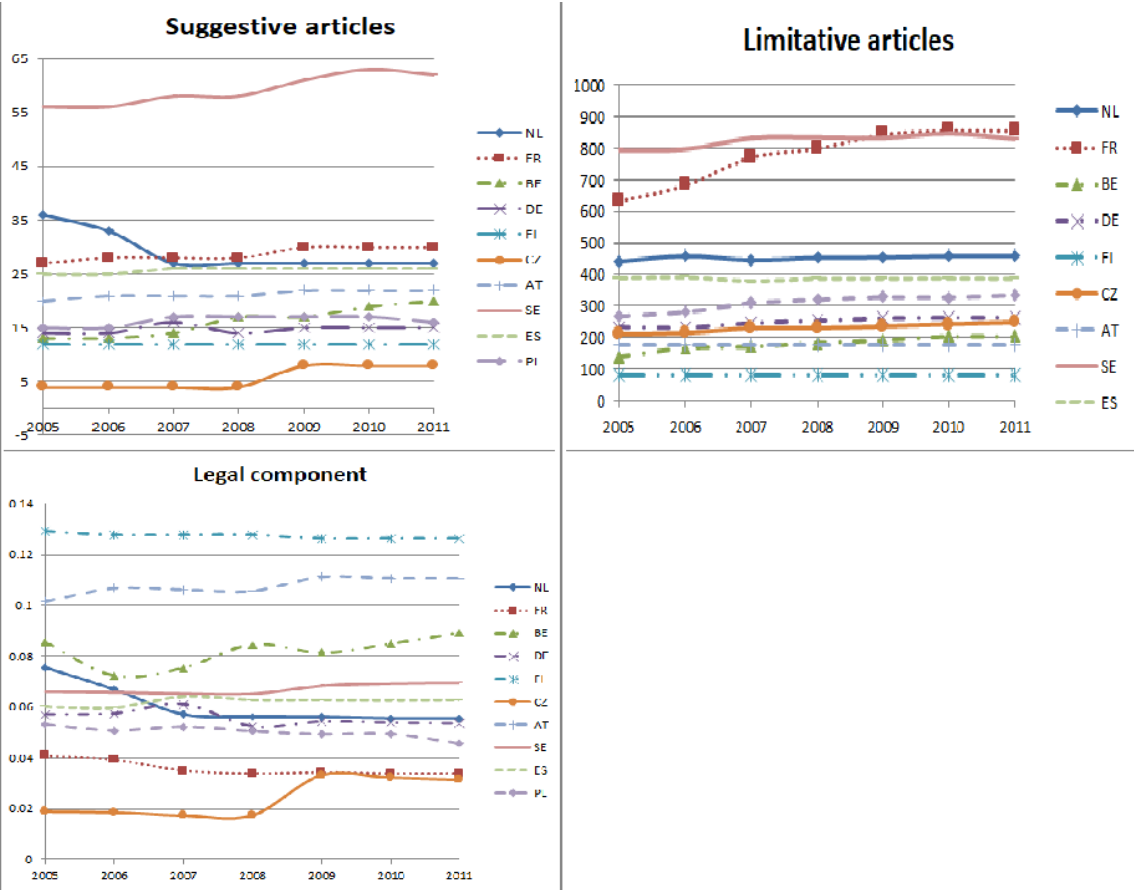 Suggestive articles
65
55
45
35
25
15
5
-5
2005 2006 2007 2008 2009 2010 2011
NL
FR
BE
DE
FI
CZ
AT
SE
ES
PL
Limitative articles
1000
900
800
700
600
500
400
300
200
100
0
2005 2006 2007 2008 2009 2010 2011
NL
FR
BE
DE
FI
CZ
AT
SE
ES
Legal component
0.14
0.12
0.1
0.08
0.06
0.04
0.02
0
2005 2006 2007 2008 2009 2010 2011
NL
FR
BE
DE
FI
CZ
AT
SE
ES
PL